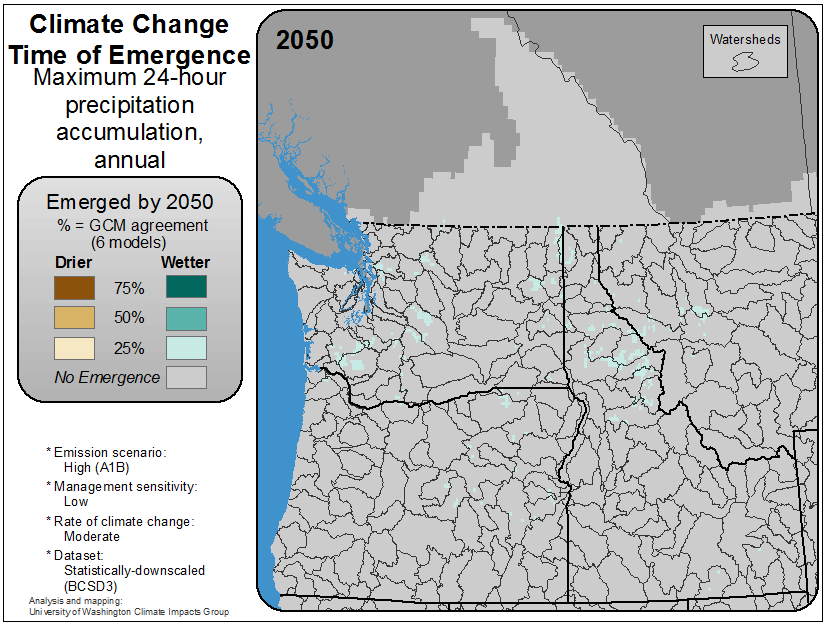 Climate Change
Time of Emergence
Maximum 24-hour
precipitation
accumulation,
annual
Emerged by 2050
% = GCM agreement
(6 models)
Drier Wetter
75%
50%
25%
No Emergence
* Emission scenario:
High (A1B)
* Management sensitivity:
Low
* Rate of climate change:
Moderate
* Dataset:
Statistically-downscaled
(BCSD3)
Analysis and mapping:
University of Washington Climate Impacts Group
2050
Watersheds